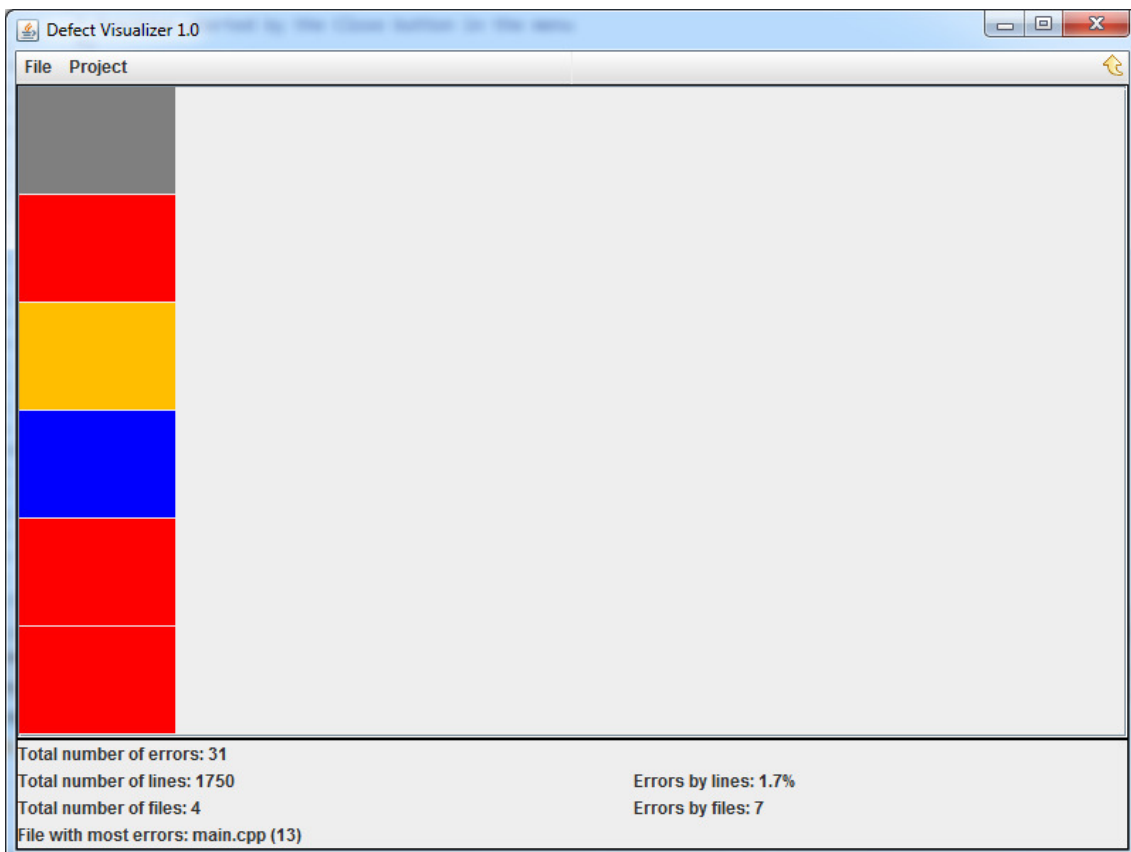 Defect Visualizer 1.0
File Project
Total number of errors: 31
Total number of lines: 1750 Errors by lines: 1.7%
Total number of files: 4 Errors by files: 7
File with most errors: main.cpp (13)